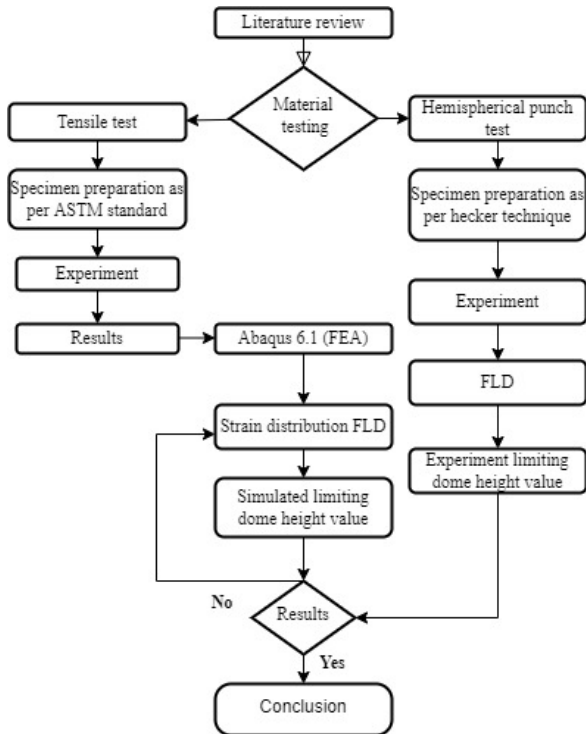 Literature review
Material
testing
Tensile test
Hemispherical punch
test
Specimen preparation as
per ASTM standard
Specimen preparation as
per hecker technique
Experiment
Experiment
Results
Abaqus 6.1 (FEA)
FLD
Strain distribution FLD
Experiment limiting
dome height value
Simulated limiting
dome height value
No
Results
Yes
Conclusion